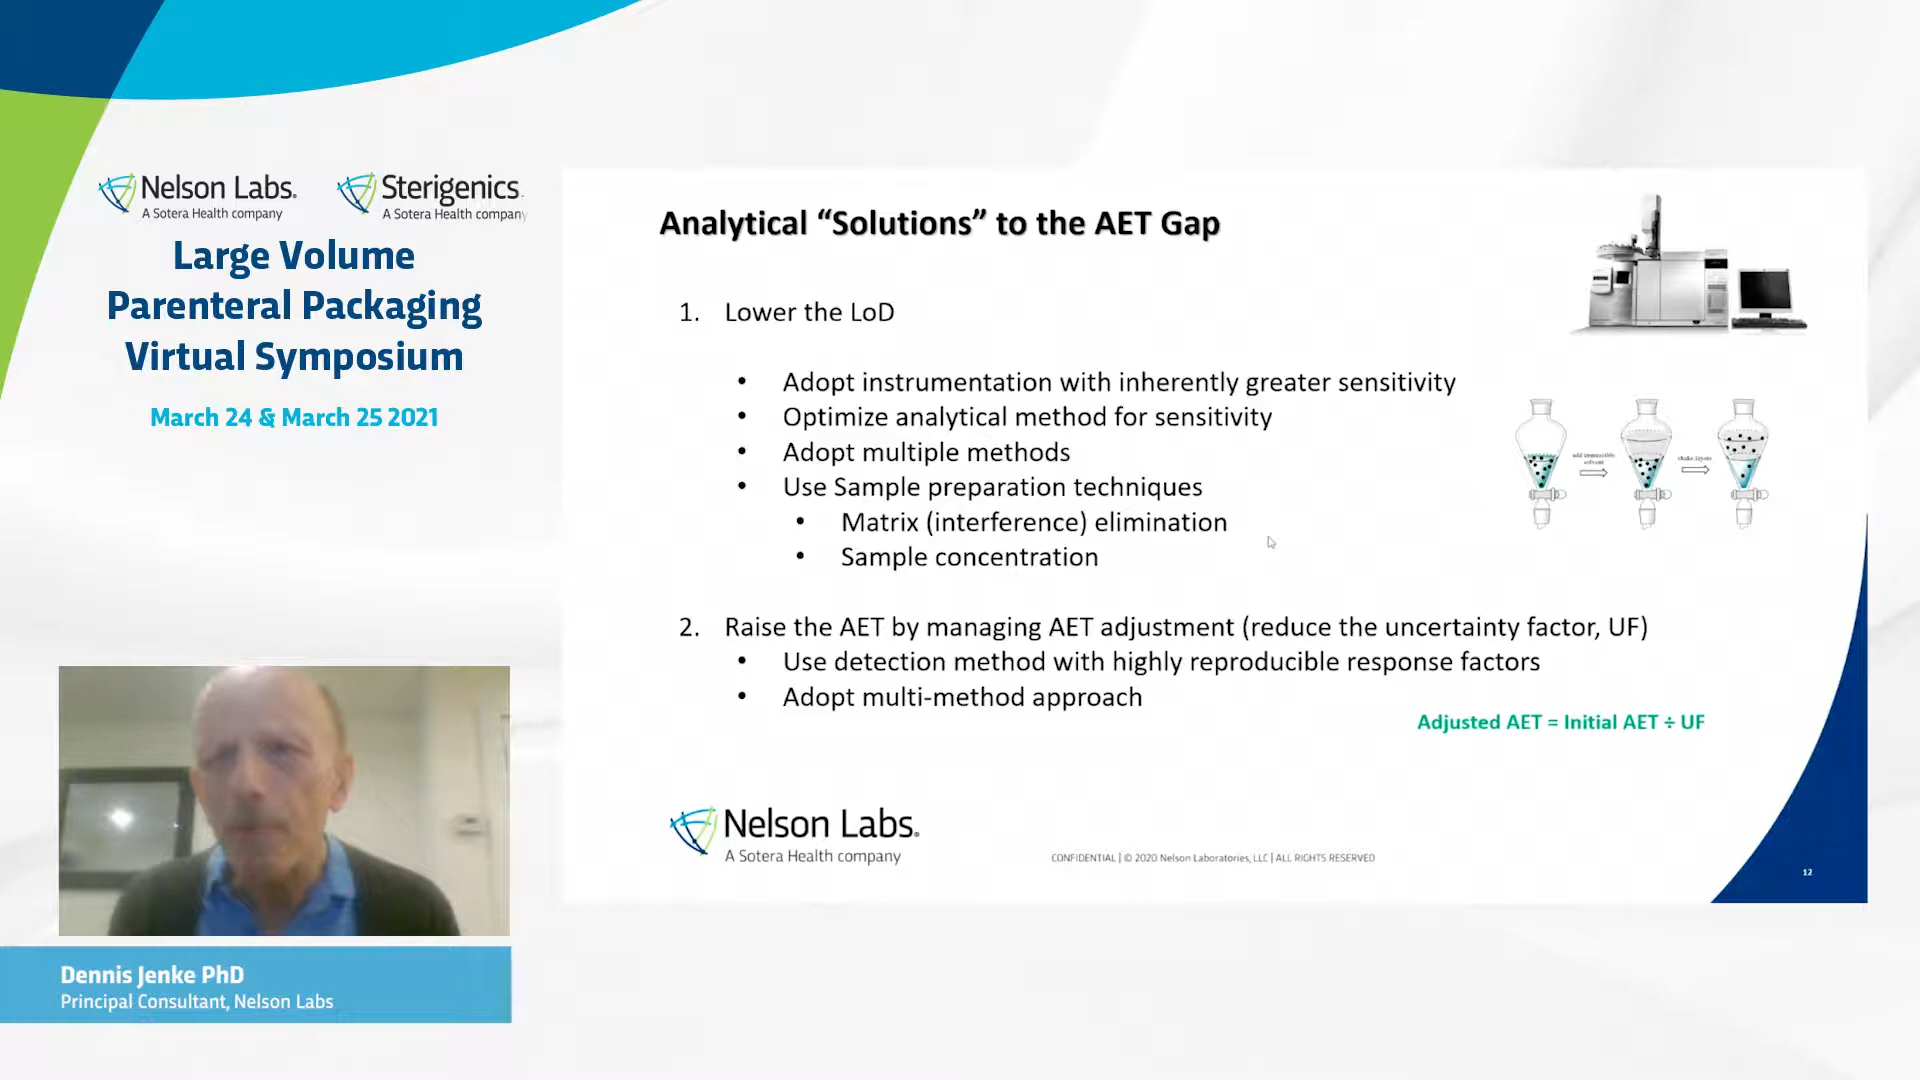 Nelson Labs.
A Sotera Health company
Sterigenics
A Sotera Health company
Large Volume
Parenteral Packaging
Virtual Symposium
March 24 & March 25 2021
Analytical “Solutions” to the AET Gap
1. Lower the LoD
• Adopt instrumentation with inherently greater sensitivity
• Optimize analytical method for sensitivity
• Adopt multiple methods
• Use Sample preparation techniques
• Matrix (interference) elimination
• Sample concentration
add immiscible
solvent
shake layers
2. Raise the AET by managing AET adjustment (reduce the uncertainty factor, UF)
• Use detection method with highly reproducible response factors
• Adopt multi-method approach
Adjusted AET = Initial AET ÷ UF
Nelson Labs.
A Sotera Health company
CONFIDENTIAL | © 2020 Nelson Laboratories, LLC | ALL RIGHTS RESERVED
12
Dennis Jenke PhD
Principal Consultant, Nelson Labs